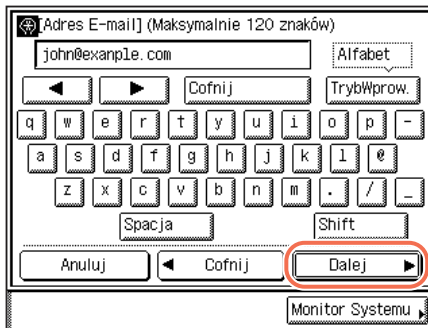 [Adres E-mail] (Maksymalnie 120 znaków)
john@exanple.com Alfabet
◀ ▶ Cofnij TrybWprow.
q w e r t y u i o p -
a s d f g h j k l @
z x c v b n m . / _
Spacja Shift
Anuluj ◀ Cofnij Dalej ▶
Monitor Systemu